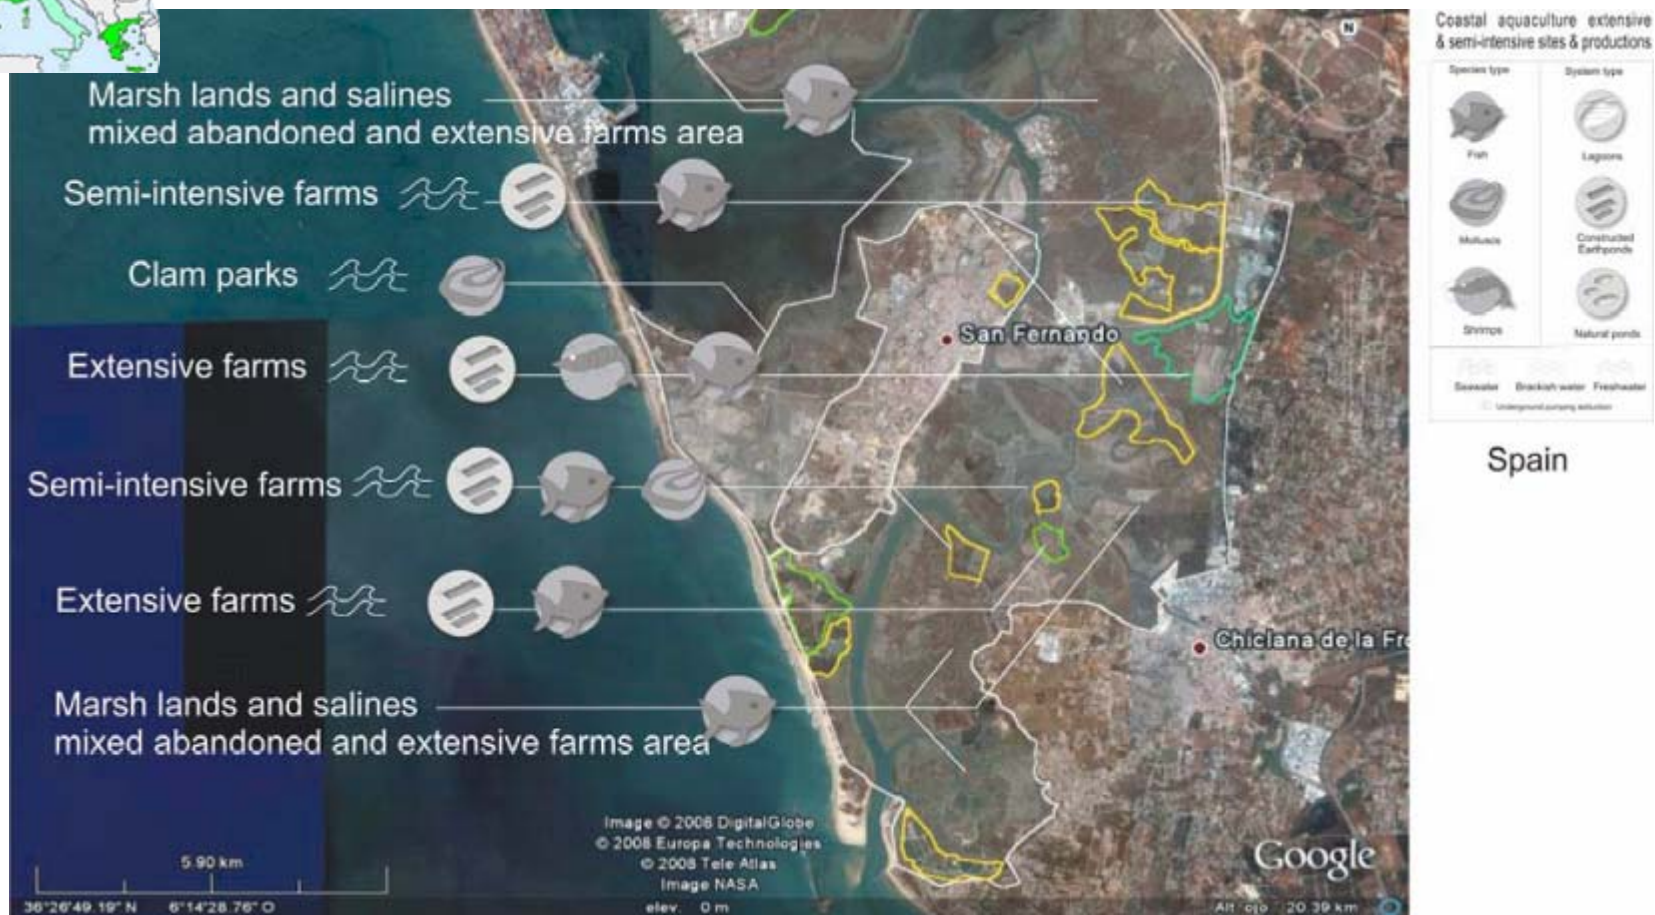 Marsh lands and salines
mixed abandoned and extensive farms area
Semi-intensive farms
Clam parks
Extensive farms
Semi-intensive farms
Extensive farms
Marsh lands and salines
mixed abandoned and extensive farms area
N
San Fernando
Chiclana de la Fr
Image © 2008 DigitalGlobe
© 2008 Europa Technologies
© 2008 Tele Atlas
Image NASA
Google
5.90 km
36°26'49.19" N 6°14'28.76" O
elev. 0 m
Alt. ojo 20.39 km
Coastal aquaculture extensive
& semi-intensive sites & productions
Species type
System type
Fish
Lagoons
Molluscs
Constructed
Earthponds
Shrimps
Natural ponds
Seawater Brackish water Freshwater
Underground pumping
Spain